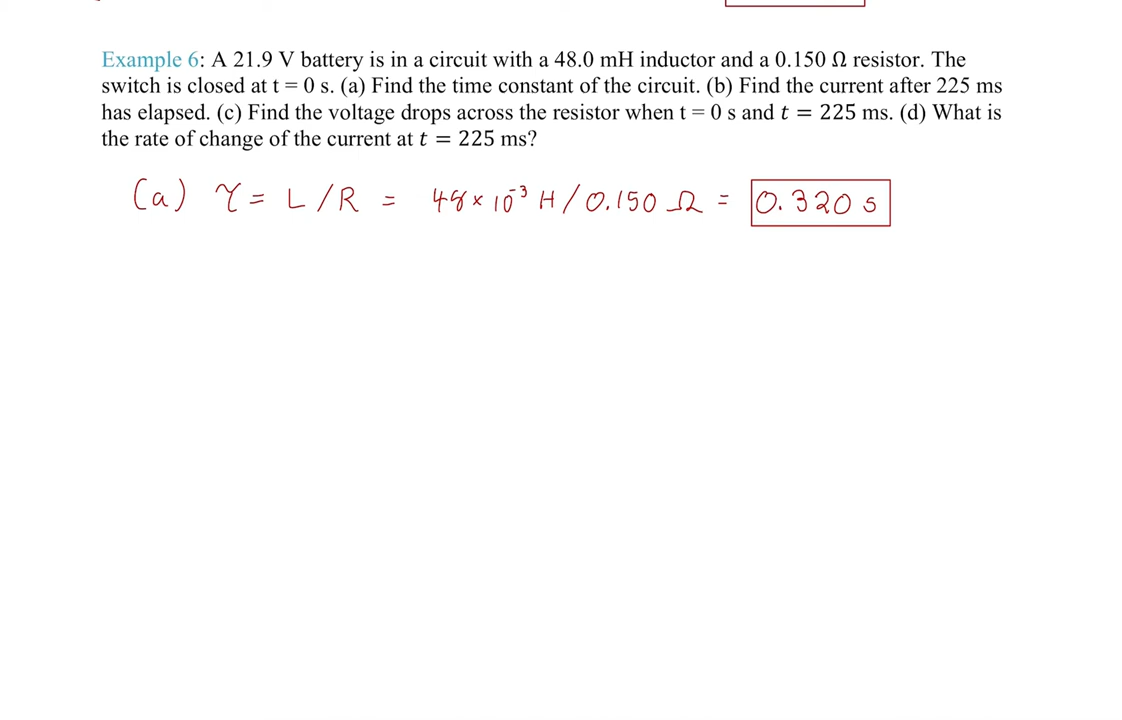 Example 6: A 21.9 V battery is in a circuit with a 48.0 mH inductor and a 0.150 Ω resistor. The
switch is closed at t = 0 s. (a) Find the time constant of the circuit. (b) Find the current after 225 ms
has elapsed. (c) Find the voltage drops across the resistor when t = 0 s and t = 225 ms. (d) What is
the rate of change of the current at t = 225 ms?
(a) τ = L / R = 48 × 10⁻³ H / 0.150 Ω = 0.320 s